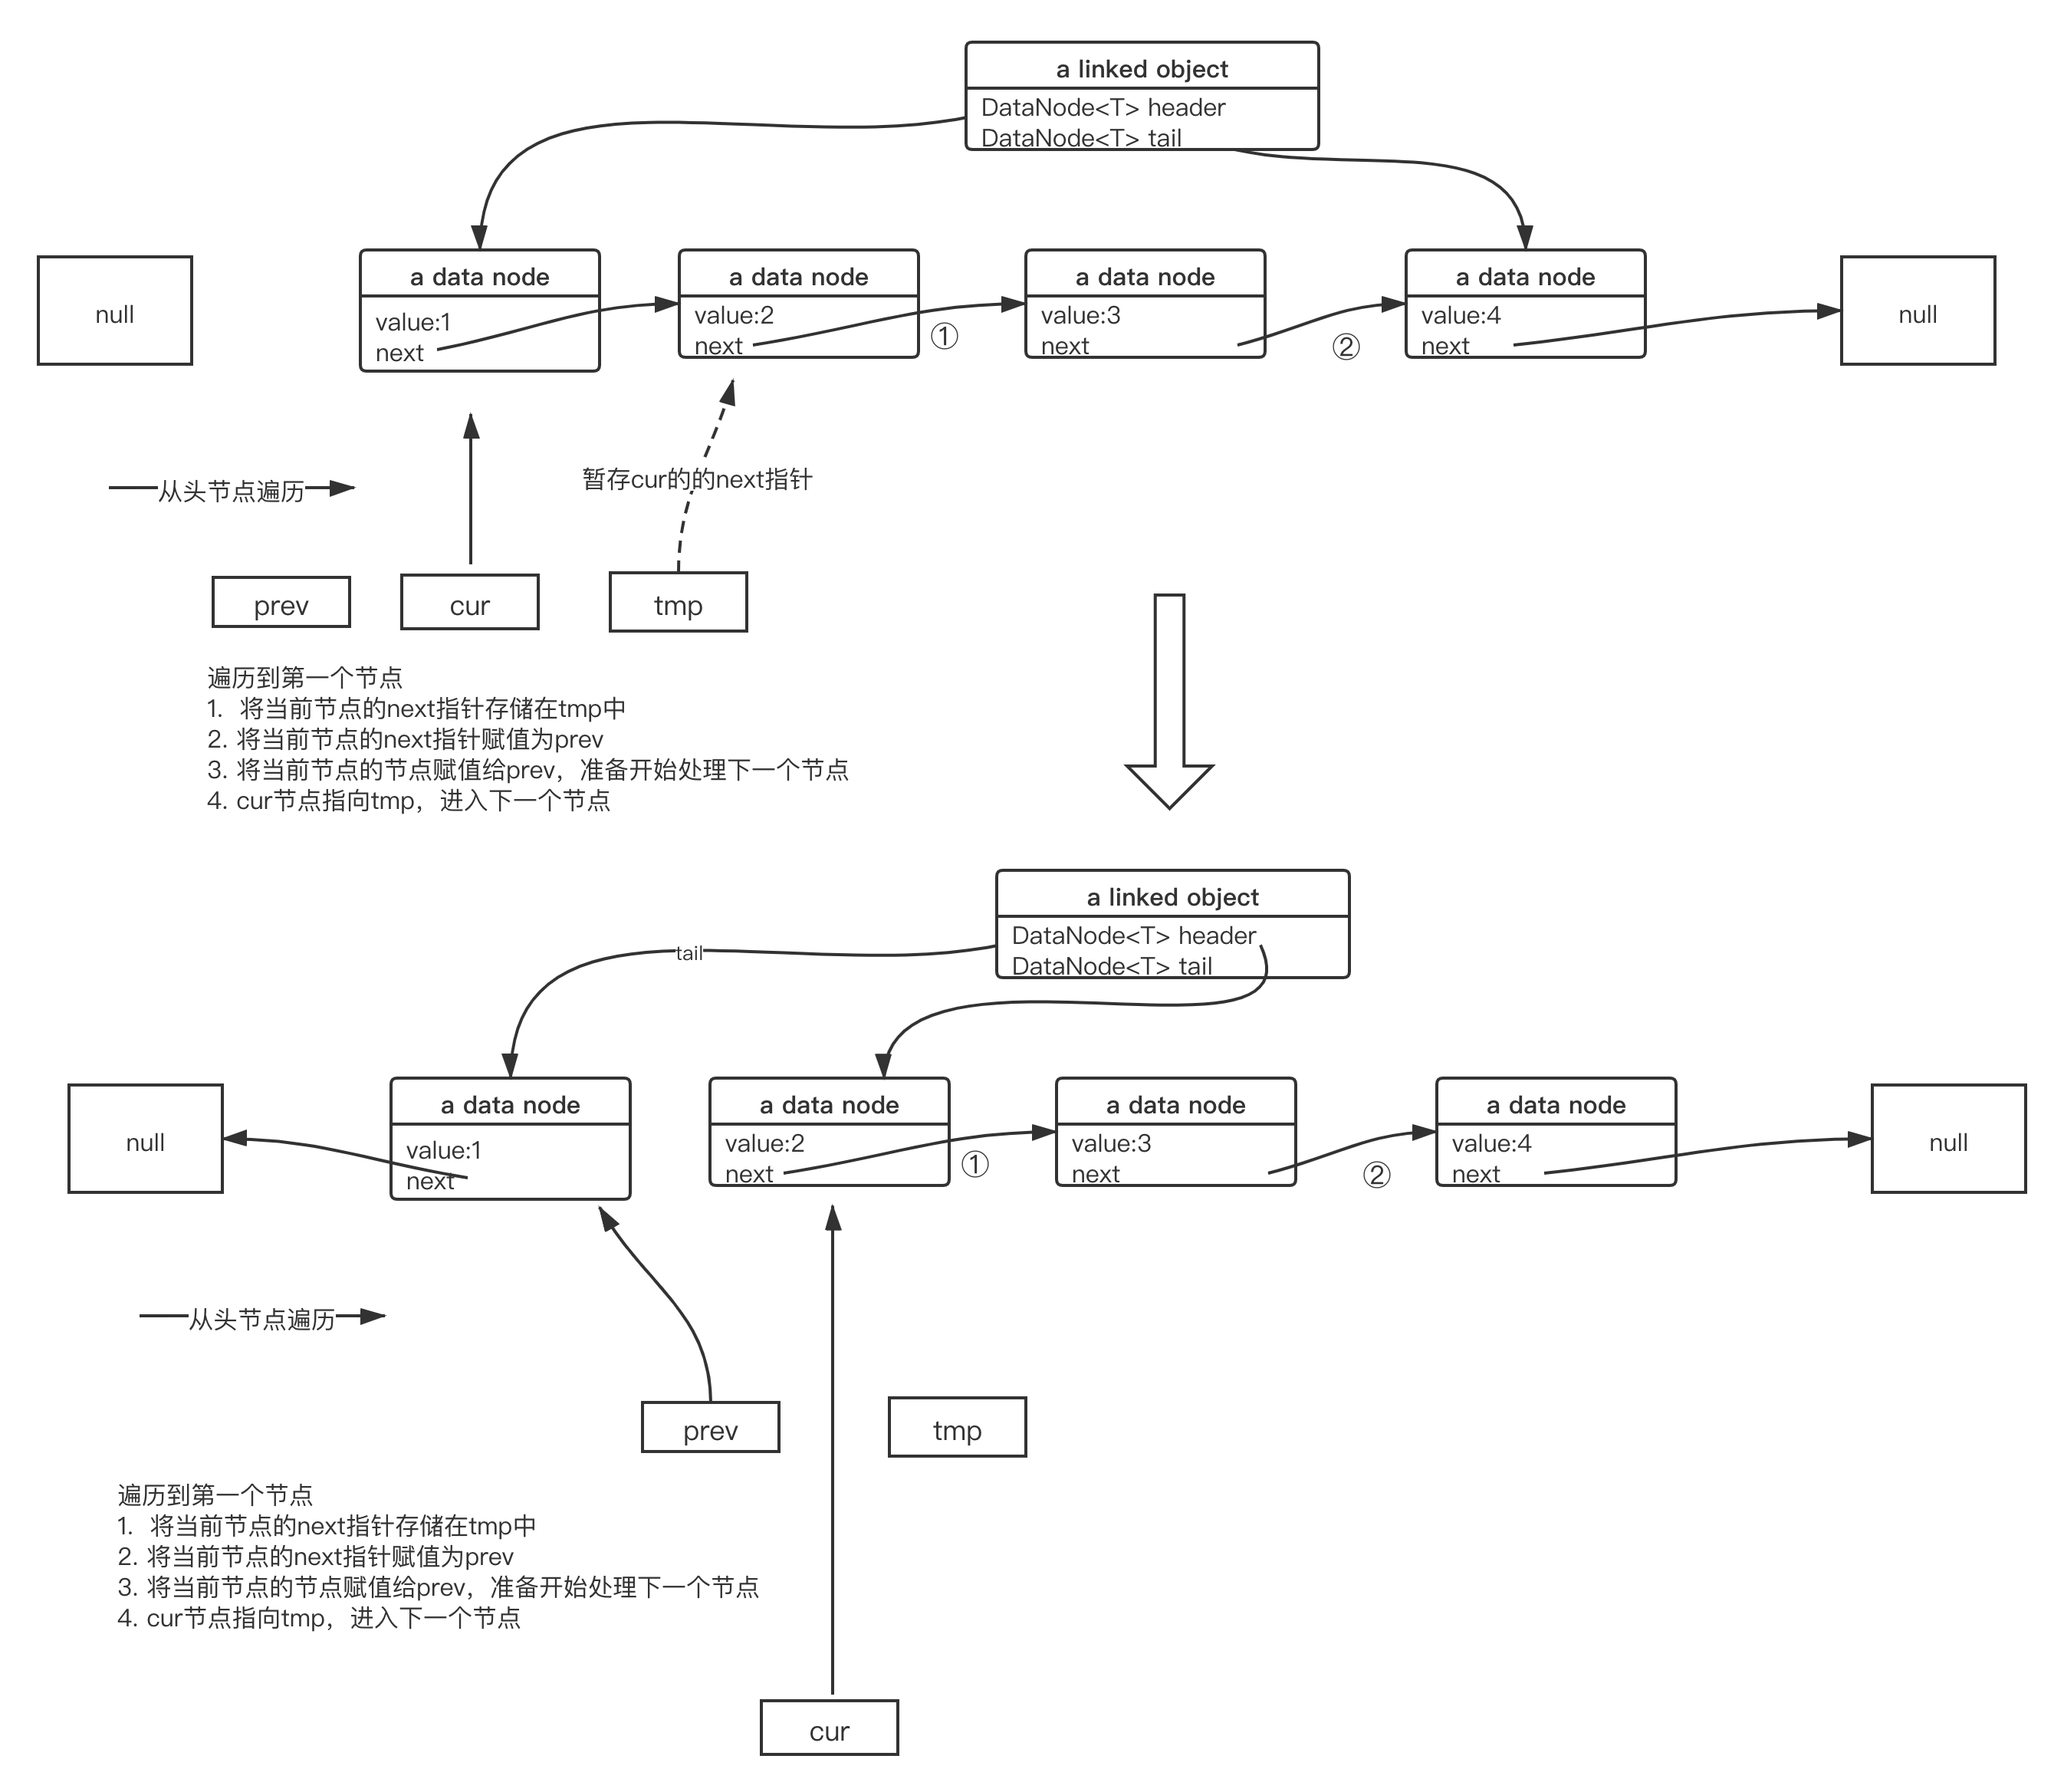 a linked object
DataNode<T> header
DataNode<T> tail
null
a data node
value:1
next
a data node
value:2
next
①
a data node
value:3
next
②
a data node
value:4
next
null
从头节点遍历
暂存cur的的next指针
prev
cur
tmp
遍历到第一个节点
1. 将当前节点的next指针存储在tmp中
2. 将当前节点的next指针赋值为prev
3. 将当前节点的节点赋值给prev，准备开始处理下一个节点
4. cur节点指向tmp，进入下一个节点
a linked object
DataNode<T> header
DataNode<T> tail
tail
null
a data node
value:1
next
a data node
value:2
next
①
a data node
value:3
next
②
a data node
value:4
next
null
从头节点遍历
prev
tmp
遍历到第一个节点
1. 将当前节点的next指针存储在tmp中
2. 将当前节点的next指针赋值为prev
3. 将当前节点的节点赋值给prev，准备开始处理下一个节点
4. cur节点指向tmp，进入下一个节点
cur